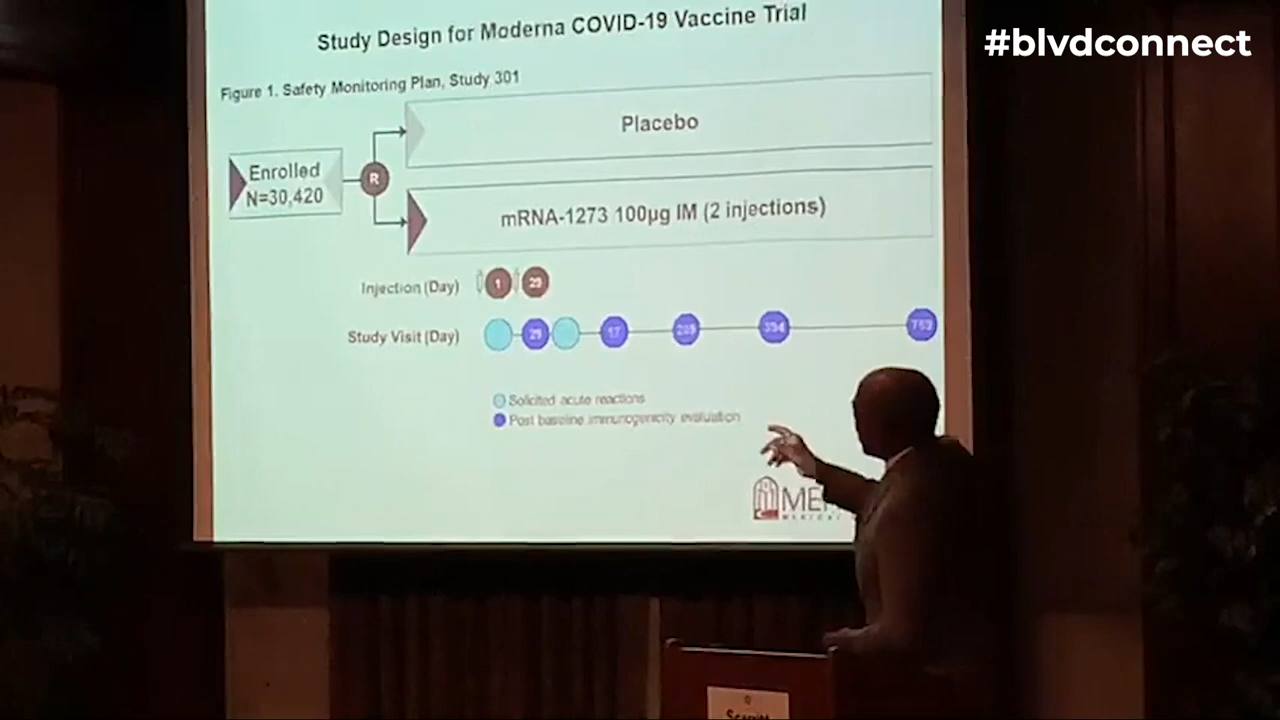 #blvdconnect
Study Design for Moderna COVID-19 Vaccine Trial
Figure 1. Safety Monitoring Plan, Study 301
Placebo
Enrolled
N=30,420
R
mRNA-1273 100µg IM (2 injections)
Injection (Day)
1
29
Study Visit (Day)
29
57
209
394
759
Solicited acute reactions
Post baseline immunogenicity evaluation